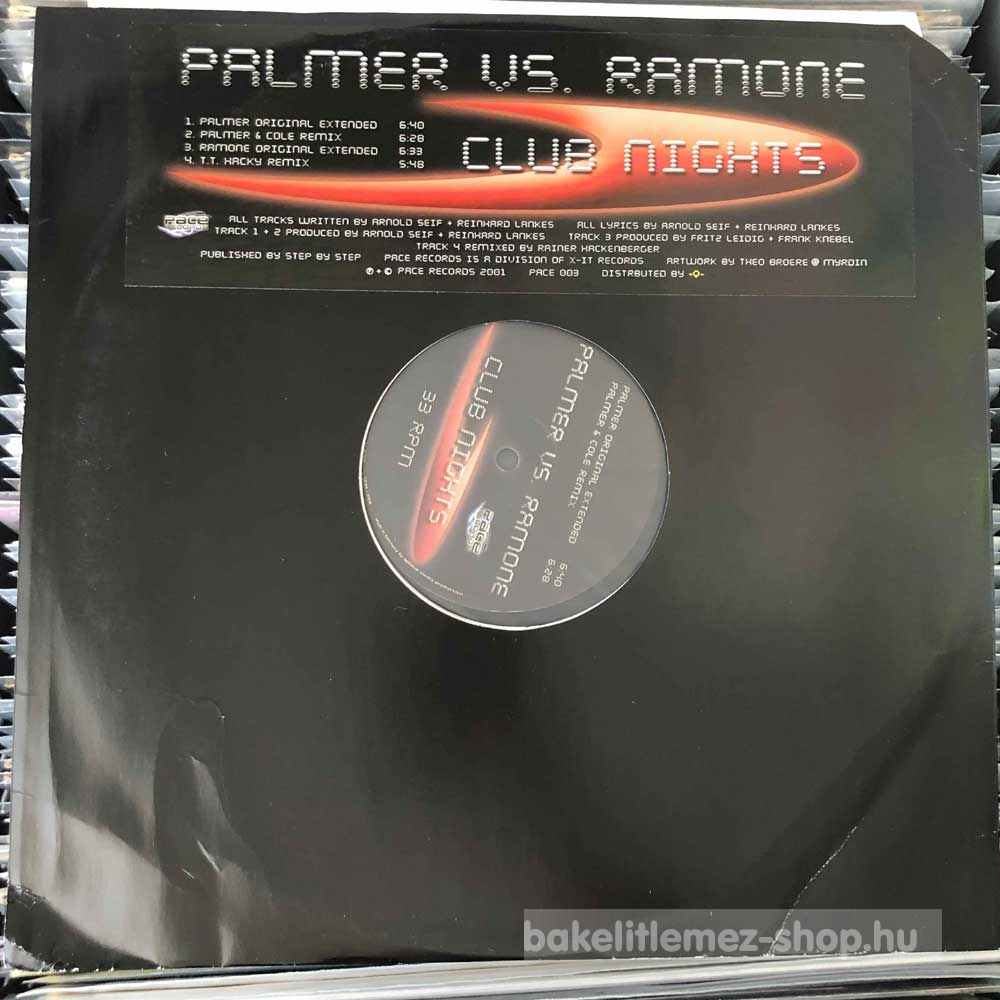 PALMER VS. RAMONE
CLUB NIGHTS
1. PALMER ORIGINAL EXTENDED 6:40
2. PALMER & COLE REMIX 6:28
3. RAMONE ORIGINAL EXTENDED 6:33
4. T.T. HACKY REMIX 5:48
PACE
ALL TRACKS WRITTEN BY ARNOLD SEIF + REINHARD LANKES ALL LYRICS BY ARNOLD SEIF + REINHARD LANKES
TRACK 1 + 2 PRODUCED BY ARNOLD SEIF + REINHARD LANKES TRACK 3 PRODUCED BY FRITZ LEIDIG + FRANK KNEBEL
TRACK 4 REMIXED BY RAINER HACKENBERGER
PUBLISHED BY STEP BY STEP PACE RECORDS IS A DIVISION OF X-IT RECORDS ARTWORK BY THEO BROERE @ MYRDIN
℗ + © PACE RECORDS 2001 PACE 003 DISTRBUTED BY -Q-
PALMER VS. RAMONE
PALMER ORIGINAL EXTENDED 6:40
PALMER & COLE REMIX 6:28
CLUB NIGHTS
33 RPM
PACE
bakelitlemez-shop.hu